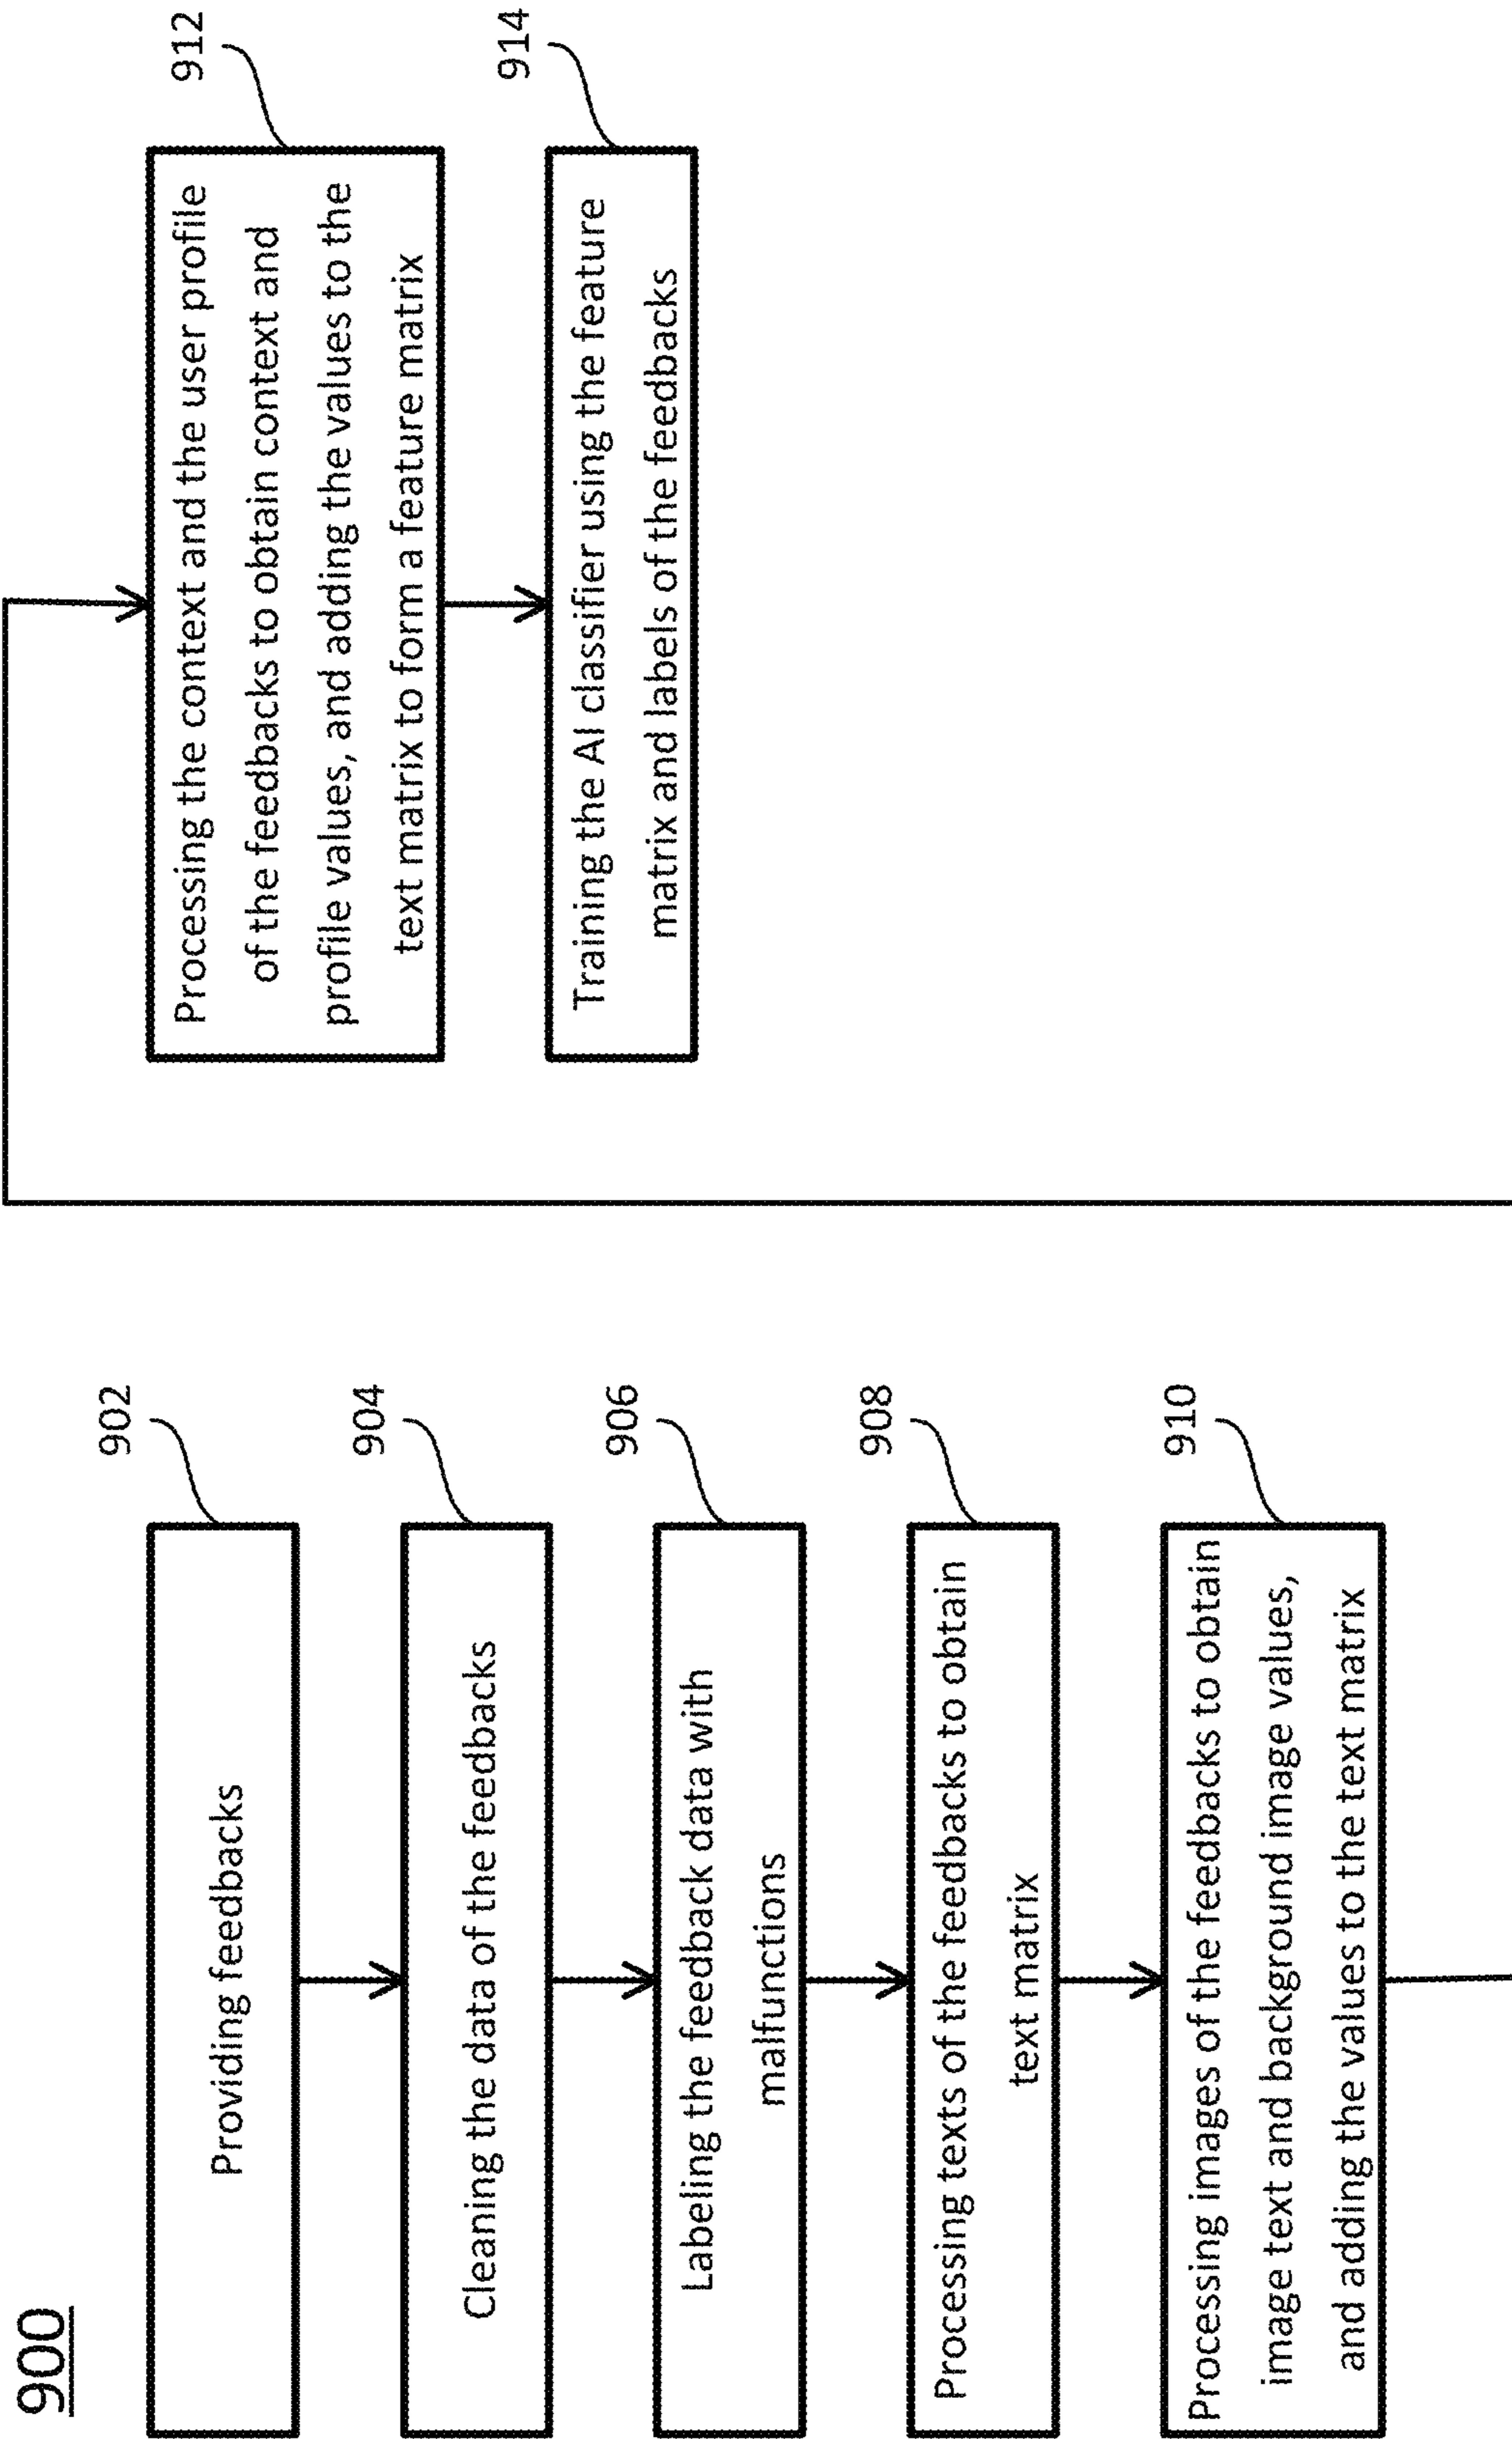 900
902
Providing feedbacks
904
Cleaning the data of the feedbacks
906
Labeling the feedback data with
malfunctions
908
Processing texts of the feedbacks to obtain
text matrix
910
Processing images of the feedbacks to obtain
image text and background image values,
and adding the values to the text matrix
912
Processing the context and the user profile
of the feedbacks to obtain context and
profile values, and adding the values to the
text matrix to form a feature matrix
914
Training the AI classifier using the feature
matrix and labels of the feedbacks